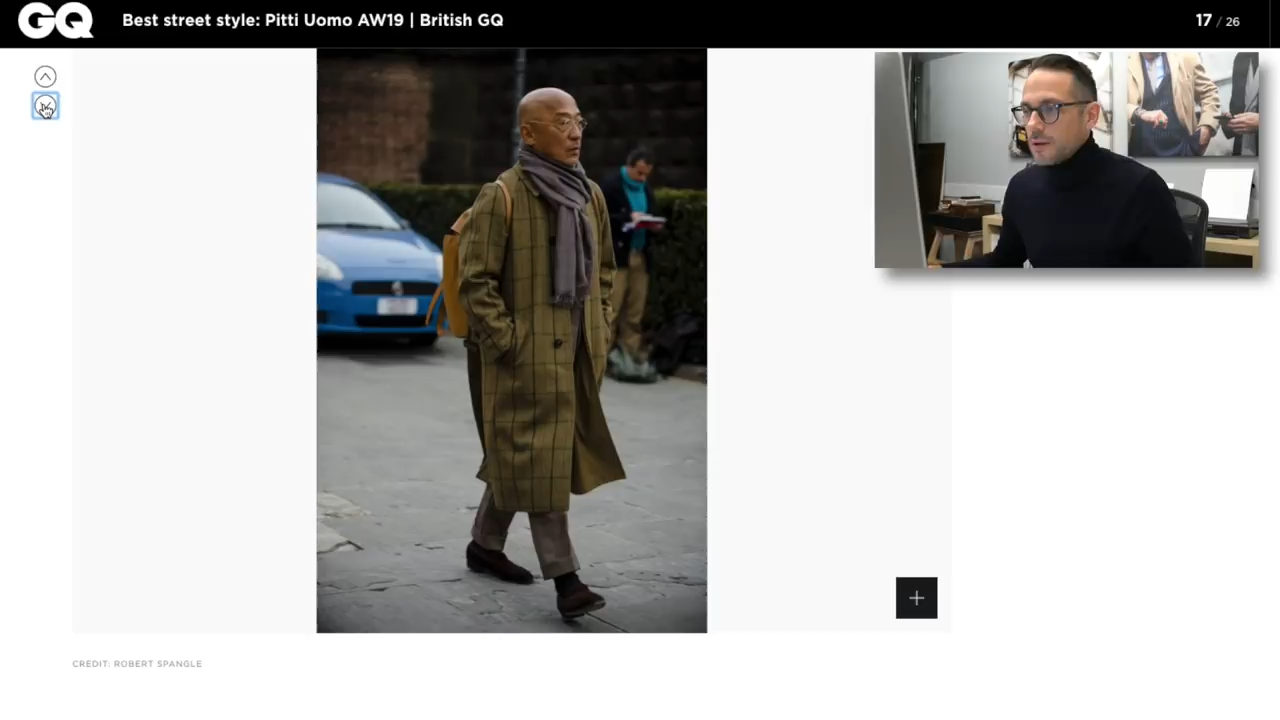 GQ
Best street style: Pitti Uomo AW19 | British GQ
17 / 26
CREDIT: ROBERT SPANGLE